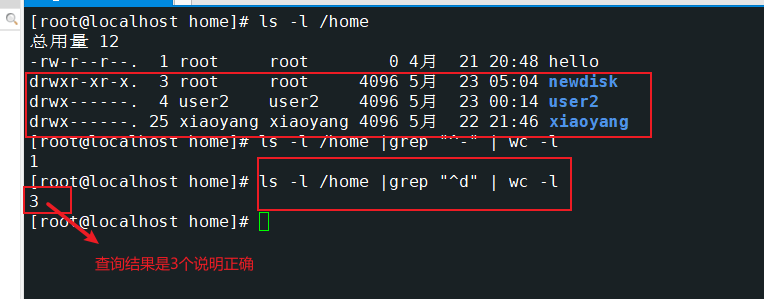 [root@localhost home]# ls -l /home
总用量 12
-rw-r--r--. 1 root root 0 4月 21 20:48 hello
drwxr-xr-x. 3 root root 4096 5月 23 05:04 newdisk
drwx------. 4 user2 user2 4096 5月 23 00:14 user2
drwx------. 25 xiaoyang xiaoyang 4096 5月 22 21:46 xiaoyang
[root@localhost home]# ls -l /home |grep "^-" | wc -l
1
[root@localhost home]# ls -l /home |grep "^d" | wc -l
3
[root@localhost home]#
查询结果是3个说明正确